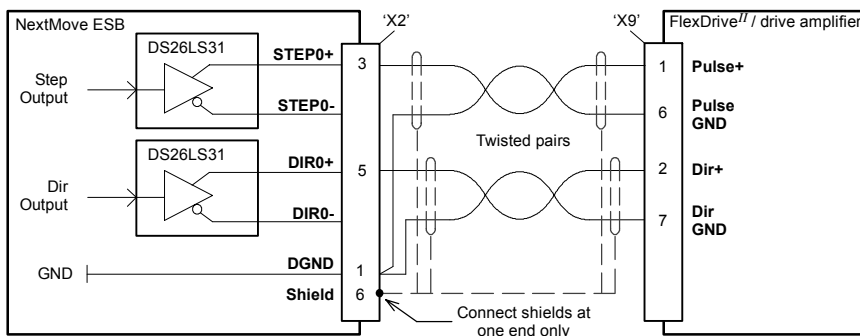 NextMove ESB
'X2'
'X9'
FlexDrive II / drive amplifier
DS26LS31
STEP0+
3
1
Pulse+
Step
Output
STEP0-
6
Pulse
GND
Twisted pairs
DS26LS31
DIR0+
5
2
Dir+
Dir
Output
DIR0-
7
Dir
GND
GND
DGND
1
Shield
6
Connect shields at
one end only